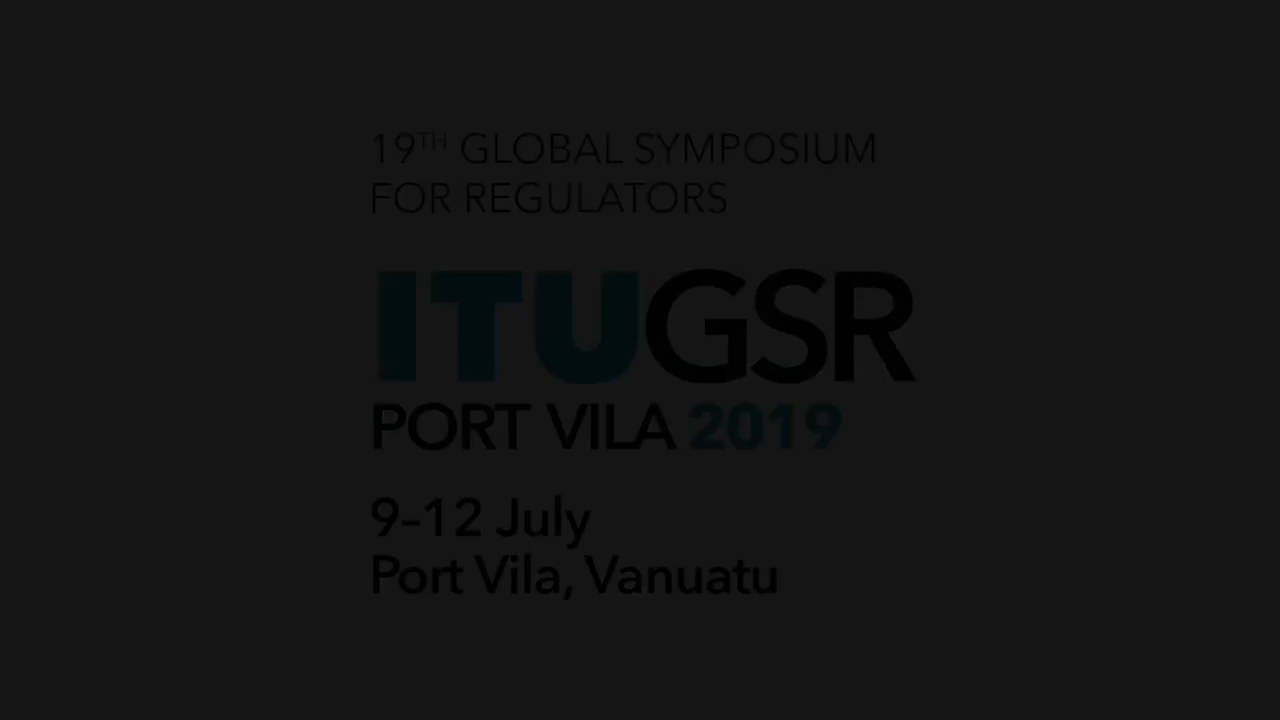 19TH GLOBAL SYMPOSIUM
FOR REGULATORS
ITUGSR
PORT VILA 2019
9–12 July
Port Vila, Vanuatu